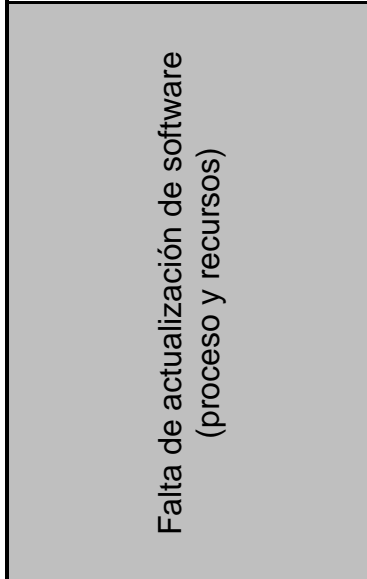 Falta de actualización de software
(proceso y recursos)